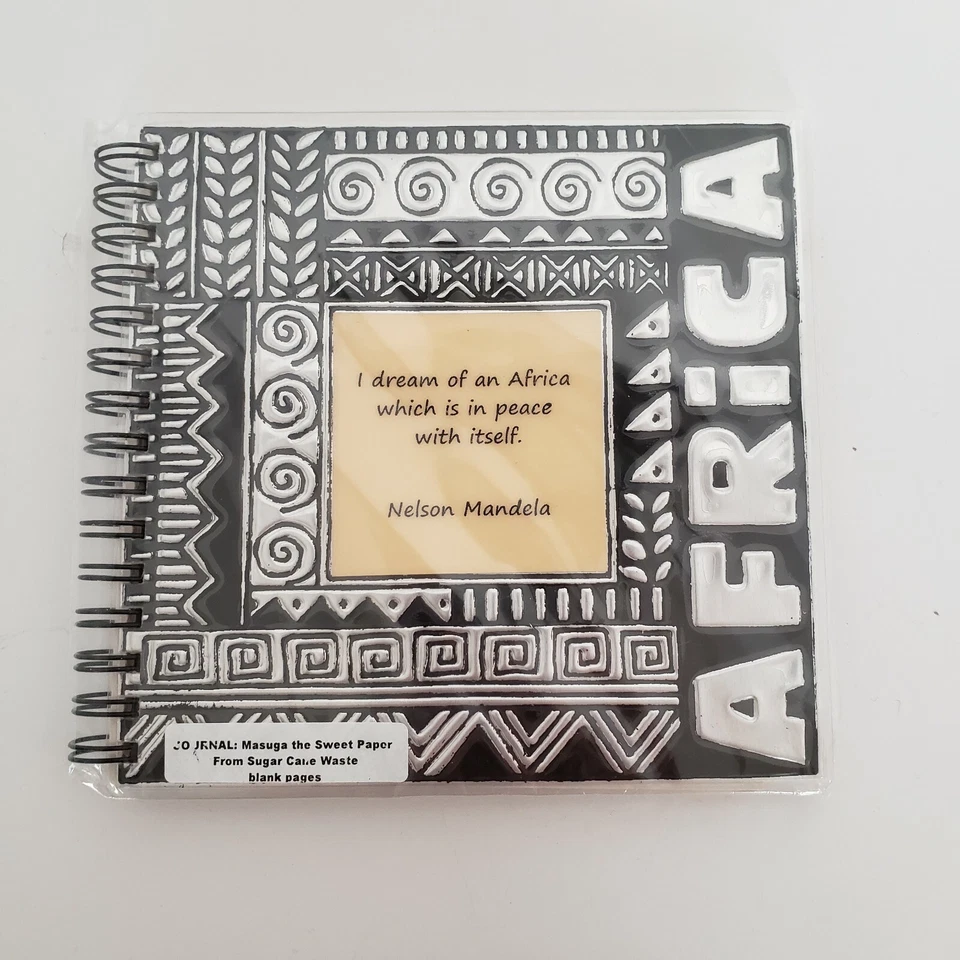 I dream of an Africa
which is in peace
with itself.
Nelson Mandela
AFRiCA
JOURNAL: Masuga the Sweet Paper
From Sugar Cane Waste
blank pages